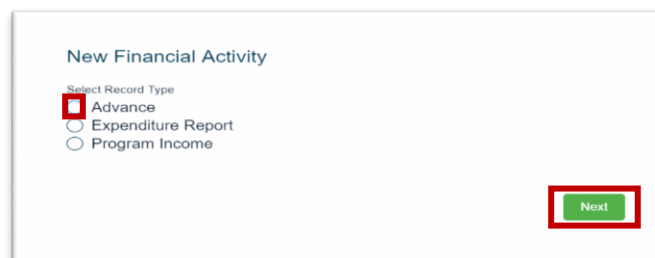 New Financial Activity
Select Record Type
Advance
Expenditure Report
Program Income
Next